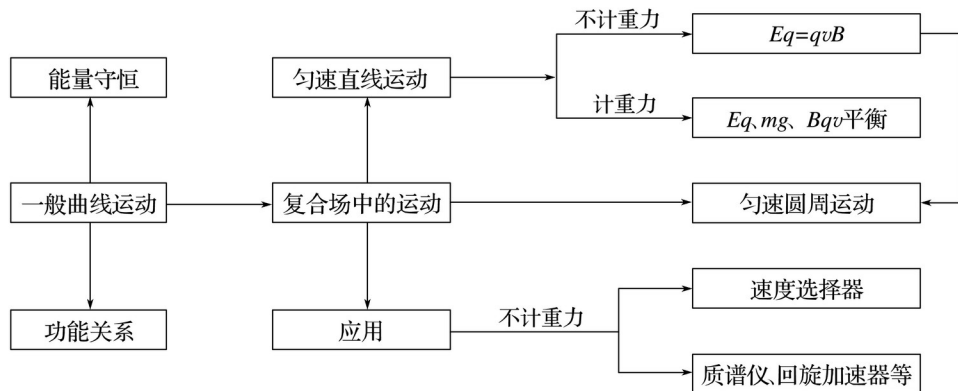 不计重力
Eq=qvB
能量守恒
匀速直线运动
计重力
Eq、mg、Bqv平衡
一般曲线运动
复合场中的运动
匀速圆周运动
速度选择器
不计重力
功能关系
应用
质谱仪、回旋加速器等